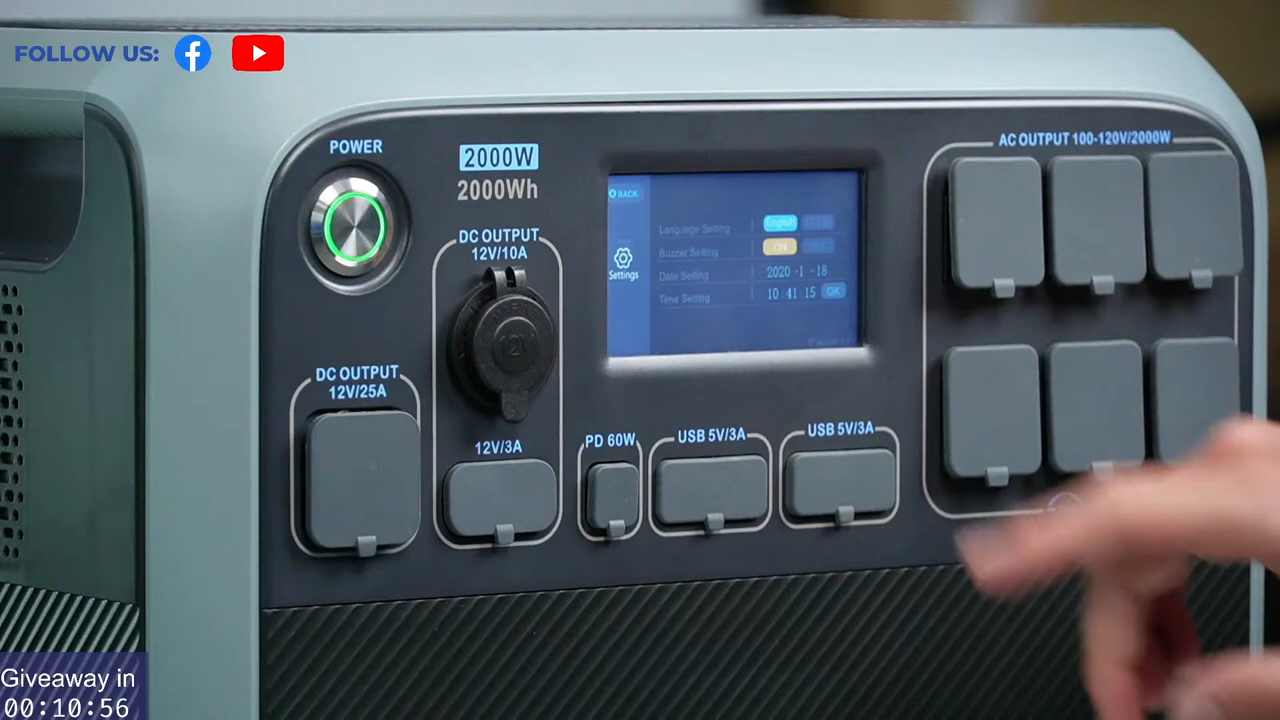 FOLLOW US:
POWER
2000W
2000Wh
DC OUTPUT
12V/10A
12V
DC OUTPUT
12V/25A
12V/3A
BACK
Settings
Language Setting
English
Buzzer Setting
ON
Date Setting
2020 -1 -18
Time Setting
10:41:15 OK
PD 60W
USB 5V/3A
USB 5V/3A
AC OUTPUT 100-120V/2000W
Giveaway in
00:10:56